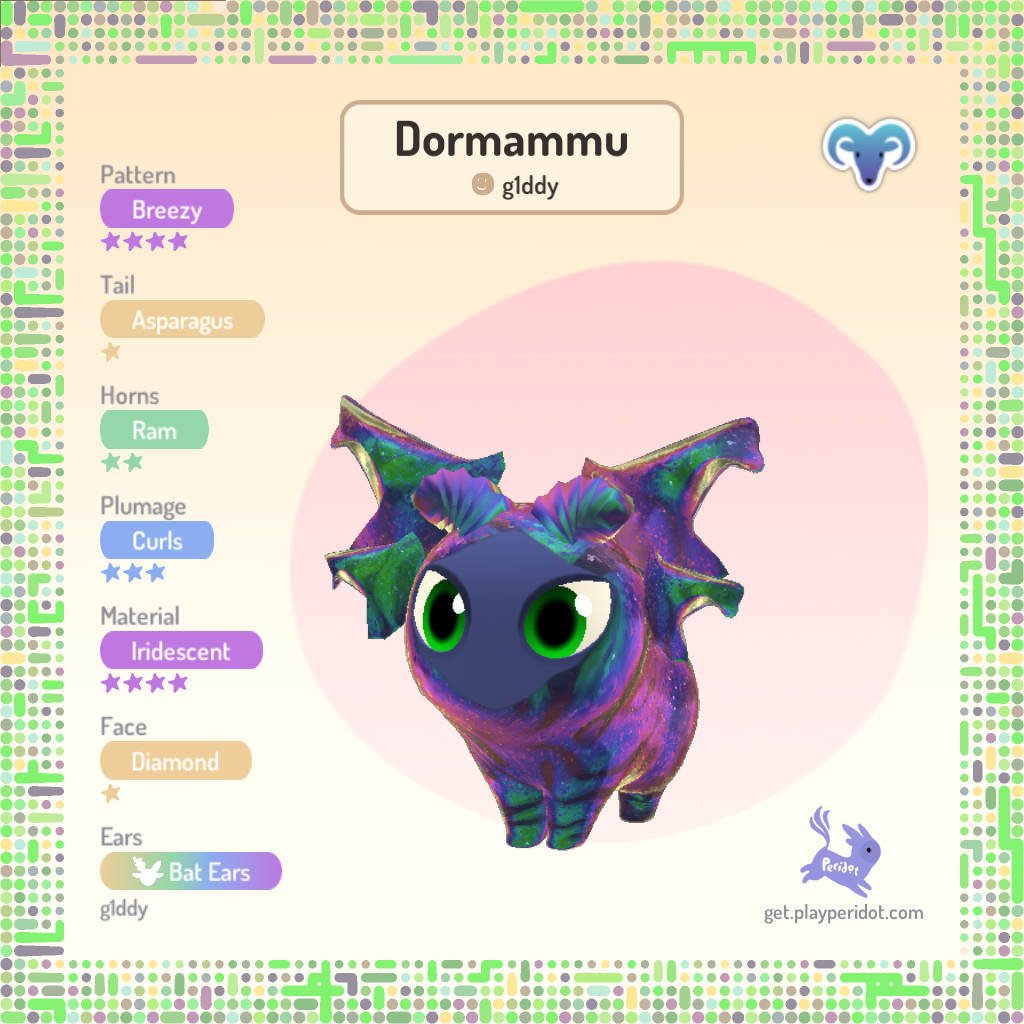 Dormammu
g1ddy
Pattern
Breezy
Tail
Asparagus
Horns
Ram
Plumage
Curls
Material
Iridescent
Face
Diamond
Ears
Bat Ears
g1ddy
Peridot
get.playperidot.com